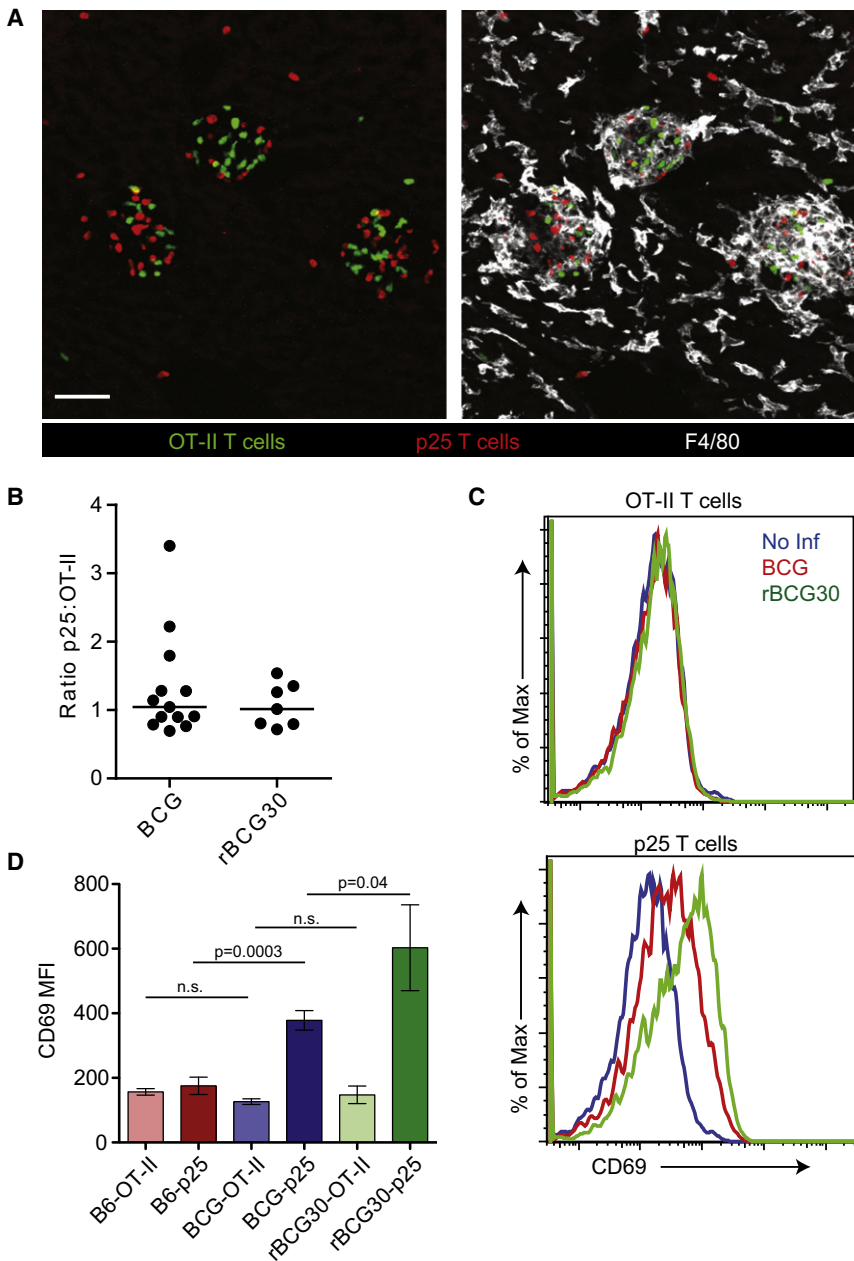 A
OT-II T cells p25 T cells F4/80
B
Ratio p25:OT-II
4
3
2
1
0
BCG
rBCG30
C
OT-II T cells
No Inf
BCG
rBCG30
% of Max
p25 T cells
% of Max
CD69
D
CD69 MFI
800
600
400
200
0
n.s.
p=0.0003
n.s.
p=0.04
B6-OT-II
B6-p25
BCG-OT-II
BCG-p25
rBCG30-OT-II
rBCG30-p25